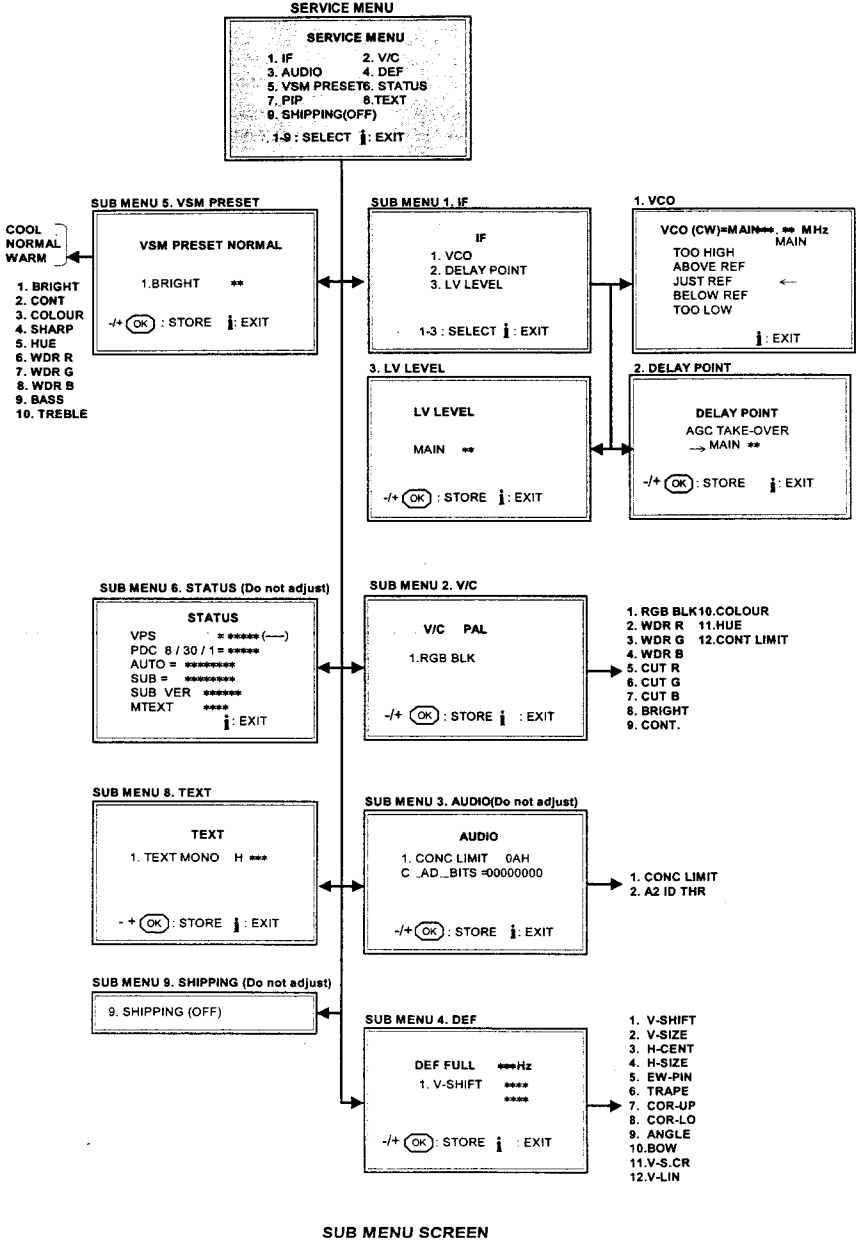 SERVICE MENU
SERVICE MENU
1. IF 2. V/C
3. AUDIO 4. DEF
5. VSM PRESET6. STATUS
7. PIP 8.TEXT
9. SHIPPING(OFF)
1-9 : SELECT i : EXIT
SUB MENU 5. VSM PRESET
COOL
NORMAL
WARM
VSM PRESET NORMAL
1.BRIGHT **
-/+ OK : STORE i : EXIT
1. BRIGHT
2. CONT
3. COLOUR
4. SHARP
5. HUE
6. WDR R
7. WDR G
8. WDR B
9. BASS
10. TREBLE
SUB MENU 1. IF
IF
1. VCO
2. DELAY POINT
3. LV LEVEL
1-3 : SELECT i : EXIT
1. VCO
VCO (CW)=MAIN**. ** MHz
MAIN
TOO HIGH
ABOVE REF
JUST REF ←
BELOW REF
TOO LOW
i : EXIT
3. LV LEVEL
LV LEVEL
MAIN **
-/+ OK : STORE i : EXIT
2. DELAY POINT
DELAY POINT
AGC TAKE-OVER
→ MAIN **
-/+ OK : STORE i : EXIT
SUB MENU 6. STATUS (Do not adjust)
STATUS
VPS = *****(----)
PDC 8 / 30 / 1= *****
AUTO = ********
SUB = ********
SUB VER ******
MTEXT ****
i : EXIT
SUB MENU 2. V/C
V/C PAL
1.RGB BLK
-/+ OK : STORE i : EXIT
1. RGB BLK10.COLOUR
2. WDR R 11.HUE
3. WDR G 12.CONT LIMIT
4. WDR B
5. CUT R
6. CUT G
7. CUT B
8. BRIGHT
9. CONT.
SUB MENU 8. TEXT
TEXT
1. TEXT MONO H ***
- + OK : STORE i : EXIT
SUB MENU 3. AUDIO(Do not adjust)
AUDIO
1. CONC LIMIT 0AH
C _AD_BITS =00000000
-/+ OK : STORE i : EXIT
1. CONC LIMIT
2. A2 ID THR
SUB MENU 9. SHIPPING (Do not adjust)
9. SHIPPING (OFF)
SUB MENU 4. DEF
DEF FULL ***Hz
1. V-SHIFT ****
****
-/+ OK : STORE i : EXIT
1. V-SHIFT
2. V-SIZE
3. H-CENT
4. H-SIZE
5. EW-PIN
6. TRAPE
7. COR-UP
8. COR-LO
9. ANGLE
10.BOW
11.V-S.CR
12.V-LIN
SUB MENU SCREEN